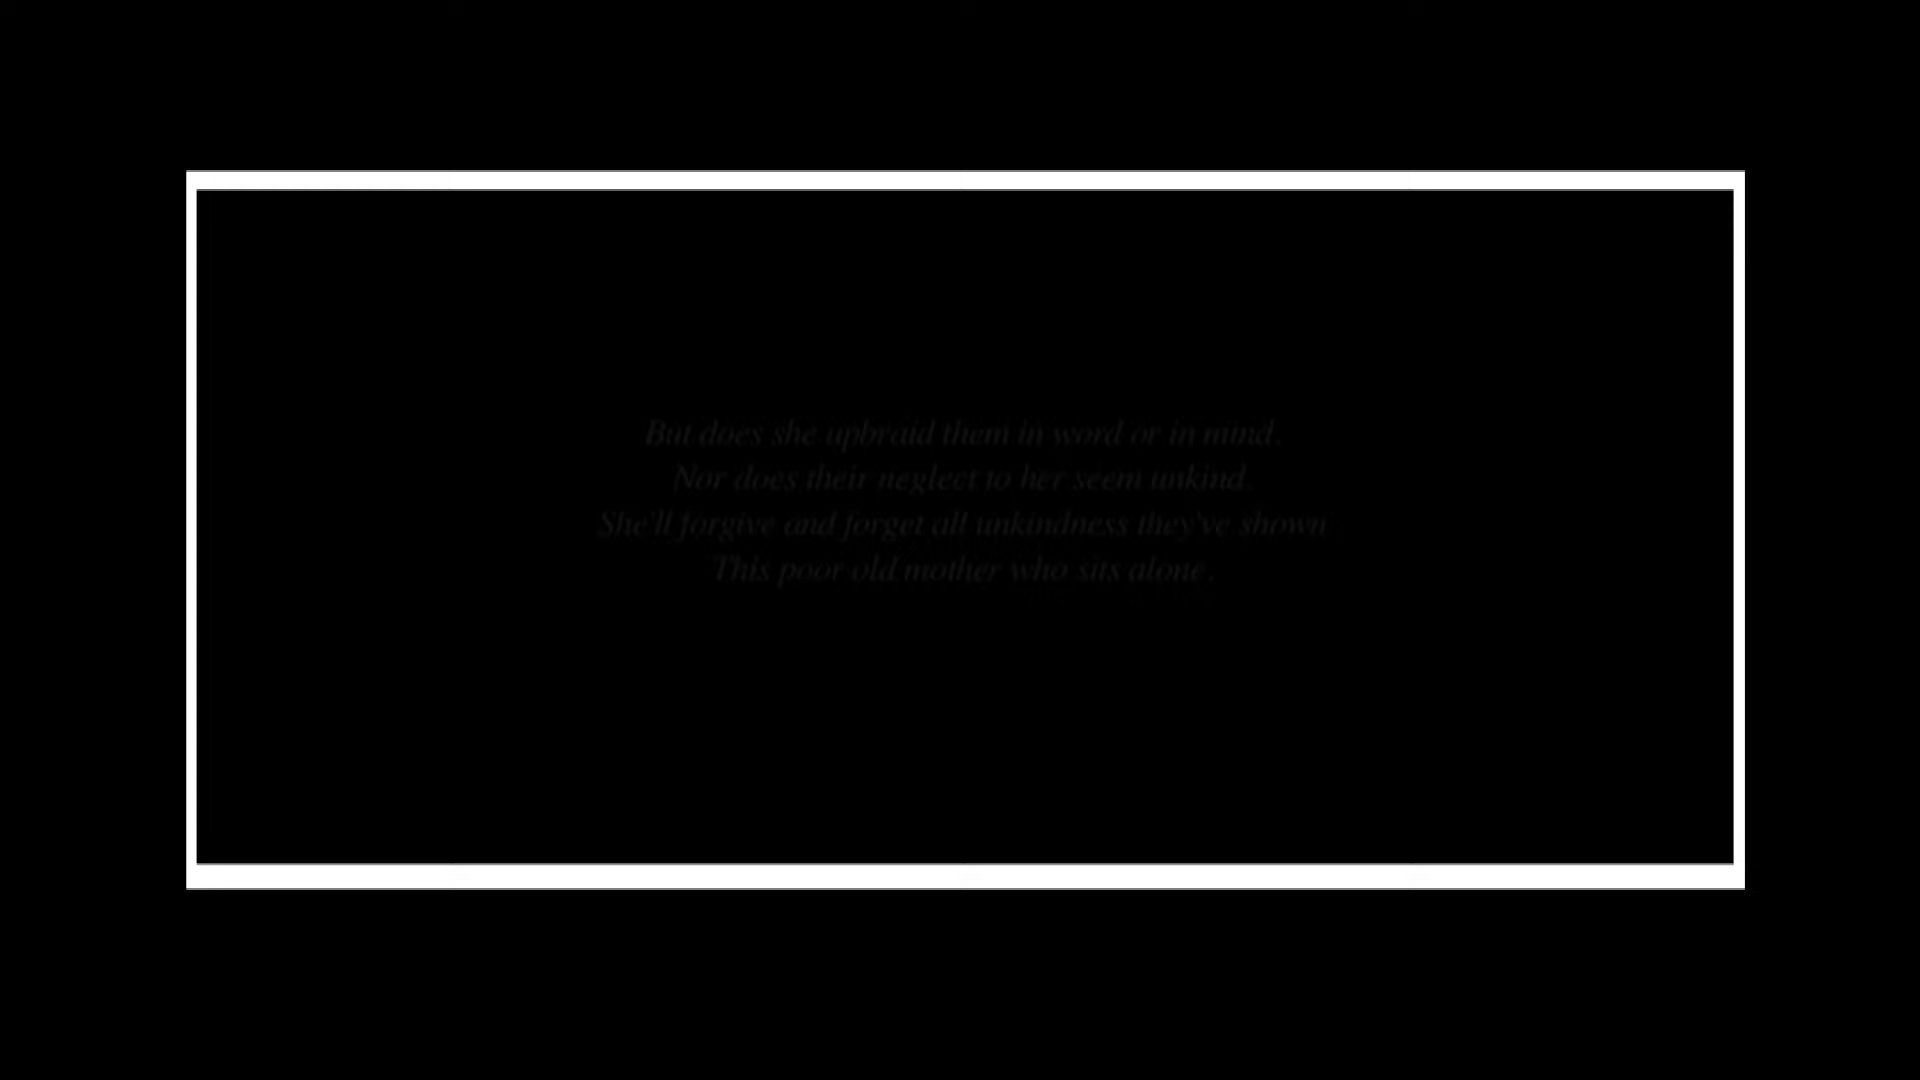 But does she upbraid them in word or in mind.
Nor does their neglect to her seem unkind.
She'll forgive and forget all unkindness they've shown
This poor old mother who sits alone.